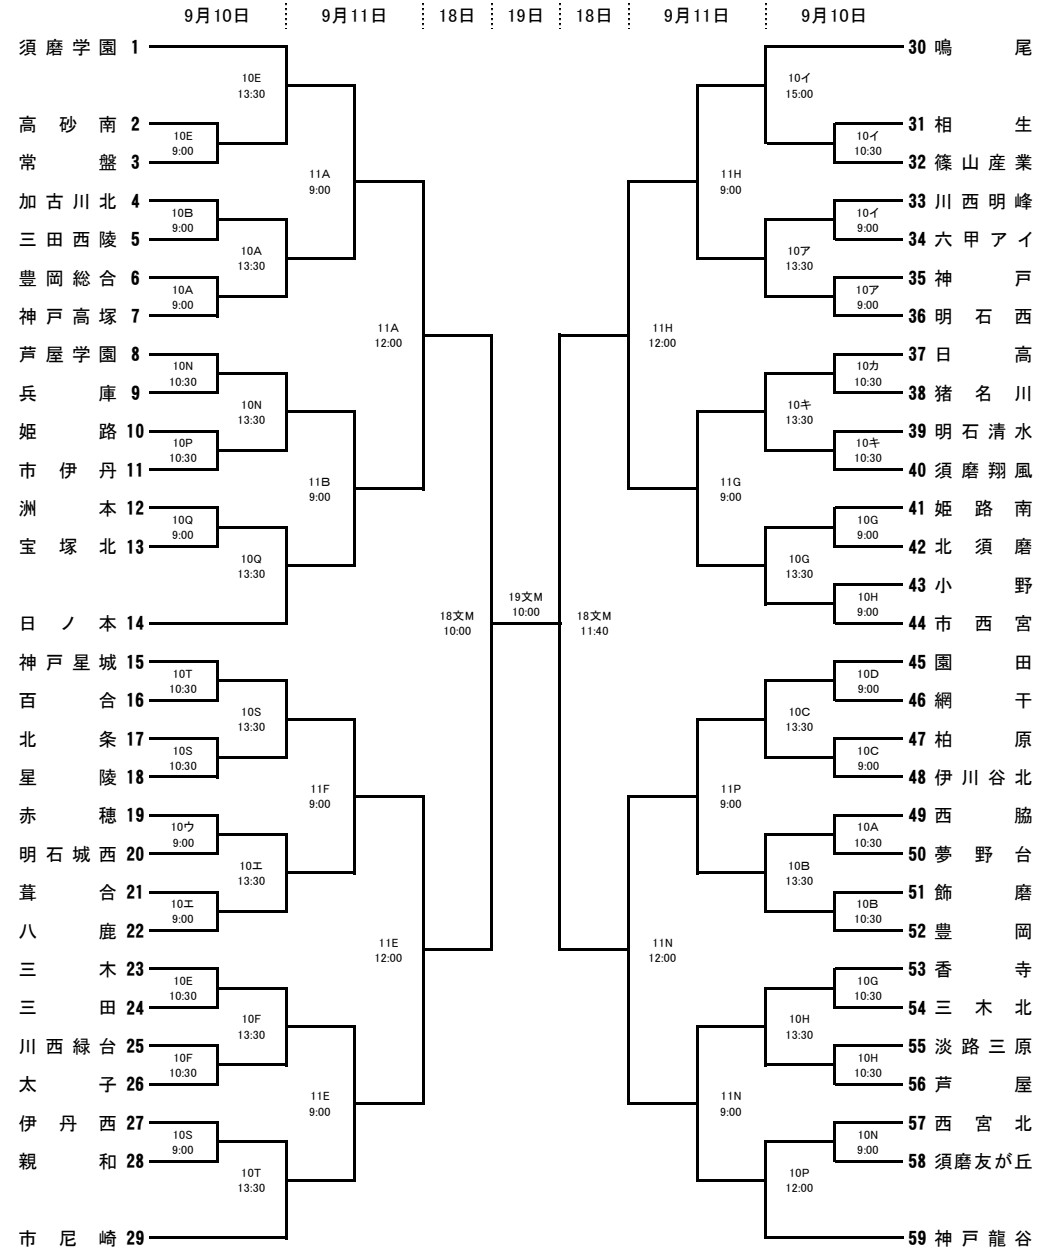 9月10日 9月11日 18日 19日 18日 9月11日 9月10日
須磨学園 1
10E
13:30
高砂南 2
10E
9:00
常盤 3
11A
9:00
加古川北 4
10B
9:00
三田西陵 5
10A
13:30
豊岡総合 6
10A
9:00
神戸高塚 7
11A
12:00
芦屋学園 8
10N
10:30
兵庫 9
10N
13:30
姫路 10
10P
10:30
市伊丹 11
11B
9:00
洲本 12
10Q
9:00
宝塚北 13
10Q
13:30
日ノ本 14
18文M
10:00
神戸星城 15
10T
10:30
百合 16
10S
13:30
北条 17
10S
10:30
星陵 18
11F
9:00
赤穂 19
10ウ
9:00
明石城西 20
10エ
13:30
葺合 21
10エ
9:00
八鹿 22
11E
12:00
三木 23
10E
10:30
三田 24
10F
13:30
川西緑台 25
10F
10:30
太子 26
11E
9:00
伊丹西 27
10S
9:00
親和 28
10T
13:30
市尼崎 29
19文M
10:00
30 鳴尾
10イ
15:00
31 相生
10イ
10:30
32 篠山産業
11H
9:00
33 川西明峰
10イ
9:00
34 六甲アイ
10ア
13:30
35 神戸
10ア
9:00
36 明石西
11H
12:00
37 日高
10カ
10:30
38 猪名川
10キ
13:30
39 明石清水
10キ
10:30
40 須磨翔風
11G
9:00
41 姫路南
10G
9:00
42 北須磨
10G
13:30
43 小野
10H
9:00
44 市西宮
18文M
11:40
45 園田
10D
9:00
46 網干
10C
13:30
47 柏原
10C
9:00
48 伊川谷北
11P
9:00
49 西脇
10A
10:30
50 夢野台
10B
13:30
51 飾磨
10B
10:30
52 豊岡
11N
12:00
53 香寺
10G
10:30
54 三木北
10H
13:30
55 淡路三原
10H
10:30
56 芦屋
11N
9:00
57 西宮北
10N
9:00
58 須磨友が丘
10P
12:00
59 神戸龍谷